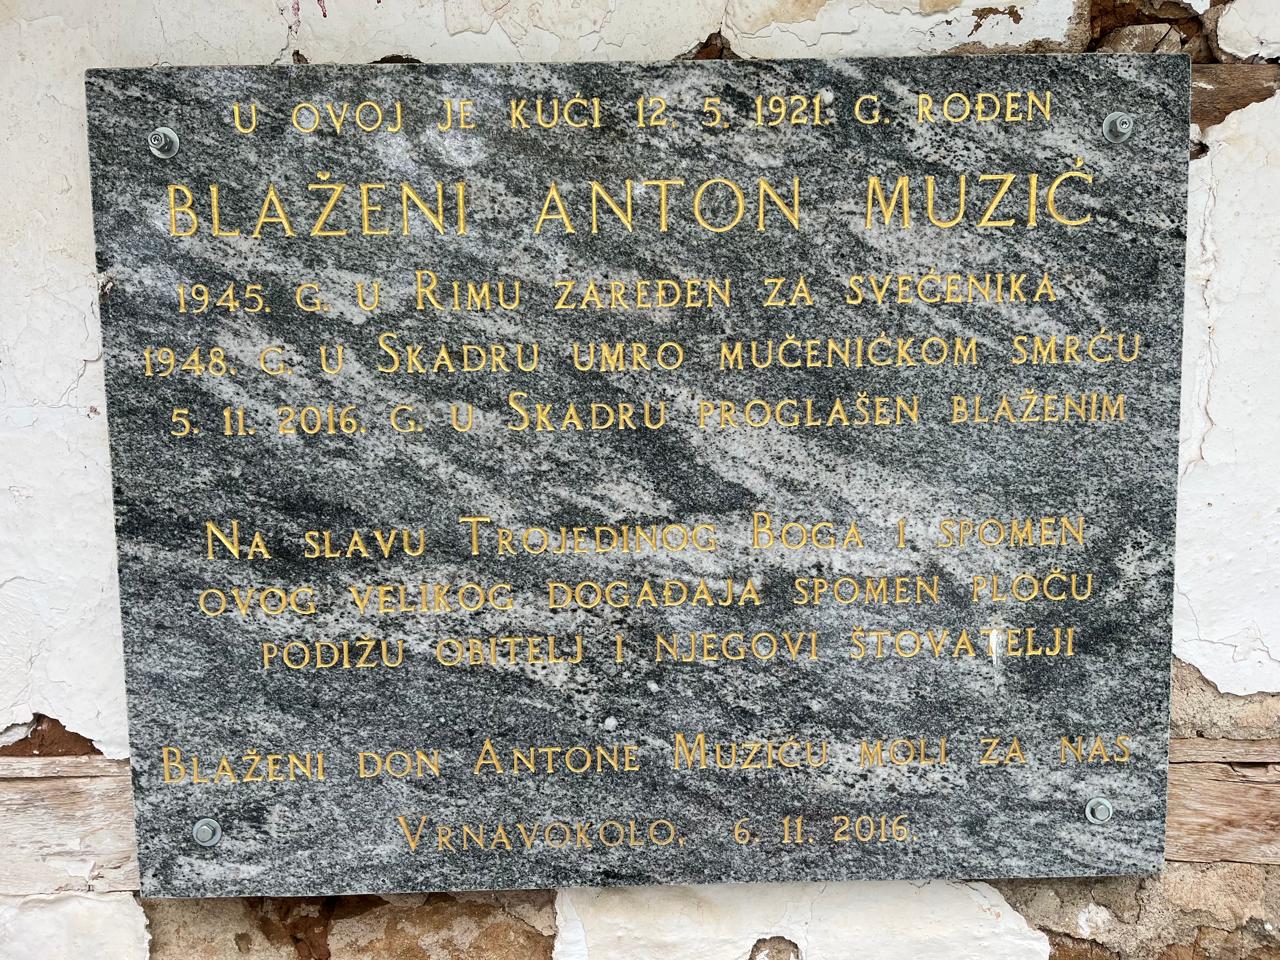 U OVOJ JE KUĆI 12. 5. 1921. G. ROĐEN
BLAŽENI ANTON MUZIĆ
1945. G. U RIMU ZAREĐEN ZA SVEĆENIKA
1948. G. U SKADRU UMRO MUČENIČKOM SMRĆU
5. 11. 2016. G. U SKADRU PROGLAŠEN BLAŽENIM
NA SLAVU TROJEDINOG BOGA I SPOMEN
OVOG VELIKOG DOGAĐAJA SPOMEN PLOČU
PODIŽU OBITELJ I NJEGOVI ŠTOVATELJI
BLAŽENI DON ANTONE MUZIĆU MOLI ZA NAS
VRNAVOKOLO, 6. 11. 2016.